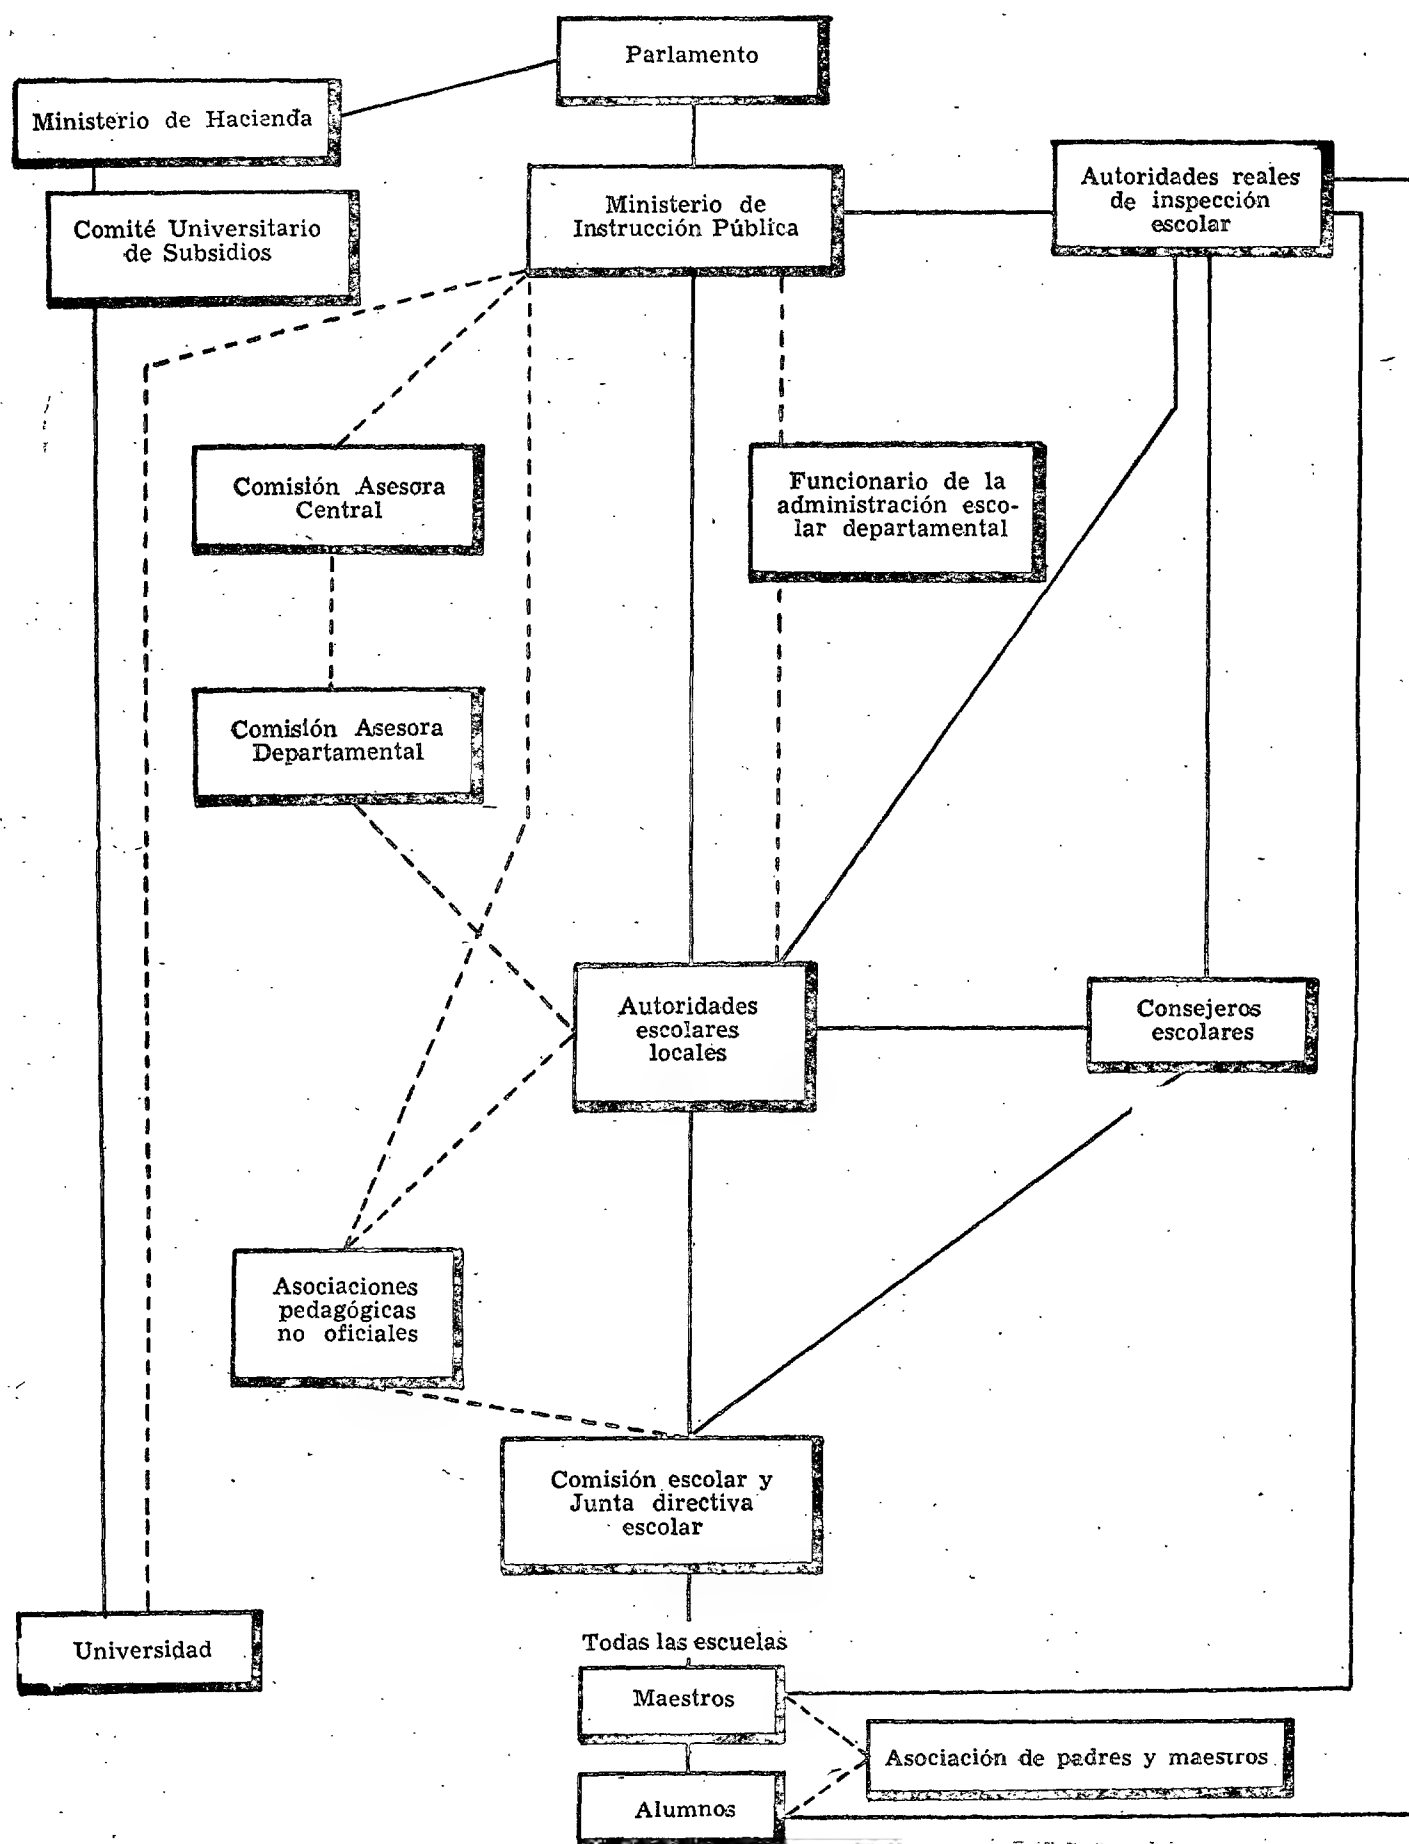 Parlamento
Ministerio de Hacienda
Autoridades reales
de inspección
escolar
Ministerio de
Instrucción Pública
Comité Universitario
de Subsidios
Comisión Asesora
Central
Funcionario de la
administración esco-
lar departamental
Comisión Asesora
Departamental
Autoridades
escolares
locales
Consejeros
escolares
Asociaciones
pedagógicas
no oficiales
Comisión escolar y
Junta directiva
escolar
Universidad
Todas las escuelas
Maestros
Asociación de padres y maestros
Alumnos